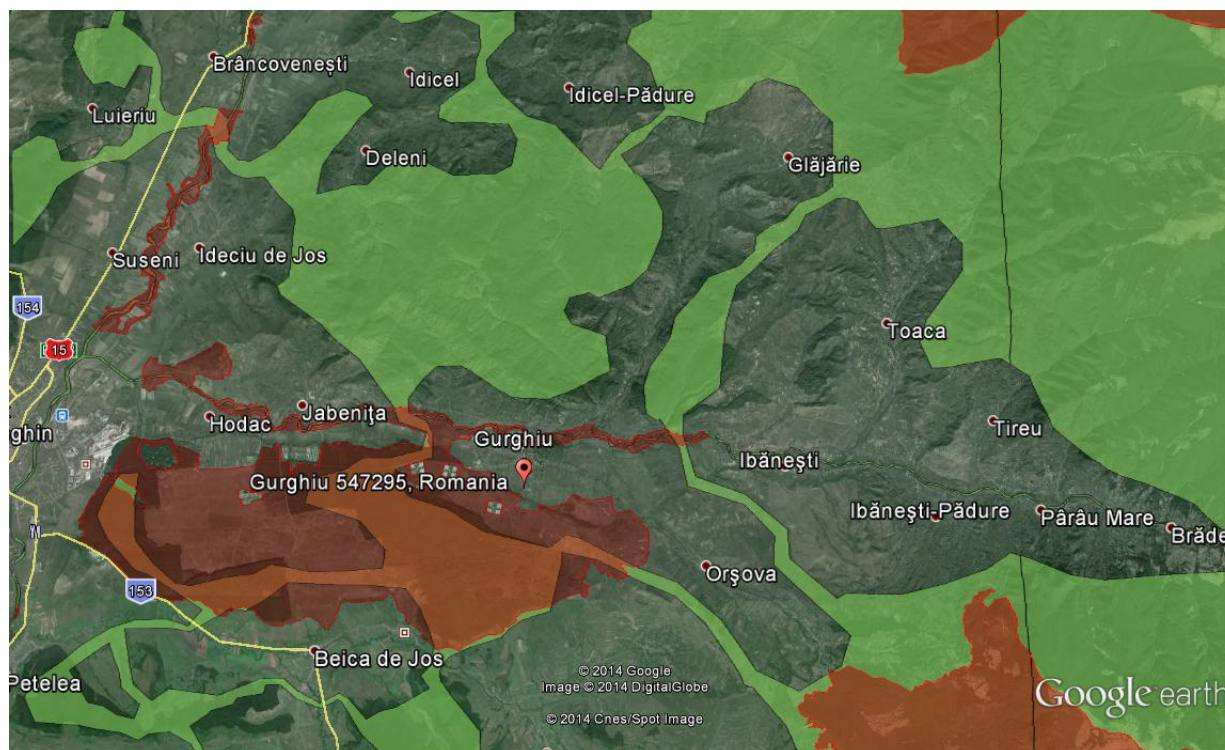 Brâncovenești
Idicel
Idicel-Pădure
Luieriu
Deleni
Glăjărie
Suseni
Ideciu de Jos
154
15
Toaca
Jabeniţa
Hodac
ghin
Gurghiu
Tireu
Ibăneşti
Gurghiu 547295, Romania
Ibăneşti-Pădure
Pârâu Mare
Brăde
Orşova
153
Beica de Jos
Petelea
© 2014 Google
Image © 2014 DigitalGlobe
© 2014 Cnes/Spot Image
Google earth